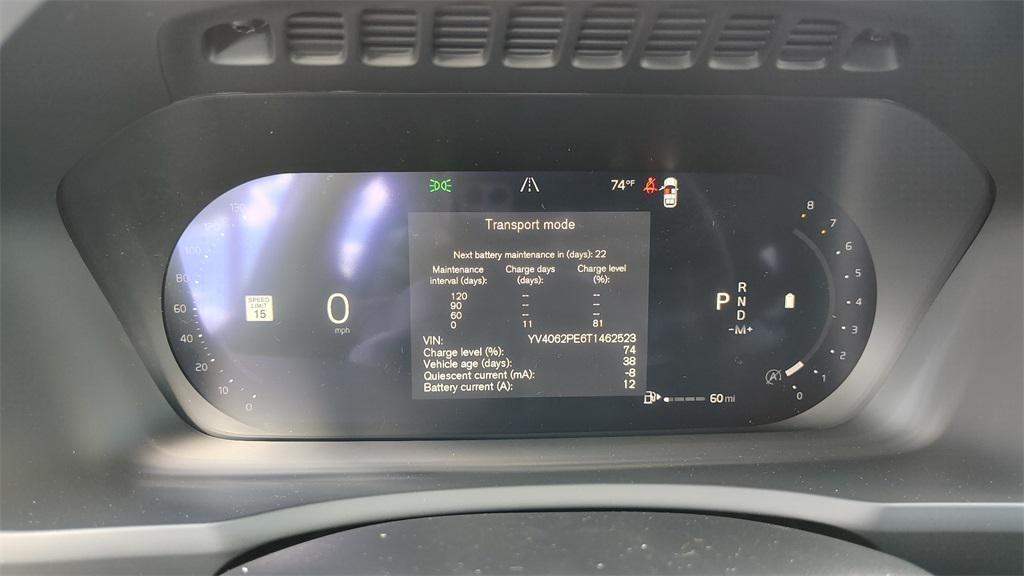 74°F
Transport mode
Next battery maintenance in (days): 22
Maintenance interval (days): Charge days (days): Charge level (%):
120 -- --
90 -- --
60 -- --
0 11 81
VIN: YV4062PE6T1462523
Charge level (%): 74
Vehicle age (days): 38
Quiescent current (mA): -8
Battery current (A): 12
130
120
100
80
60
40
20
10
0
SPEED
LIMIT
15
0
mph
P
R
N
D
-M+
8
7
6
5
4
3
2
1
0
A
60 mi